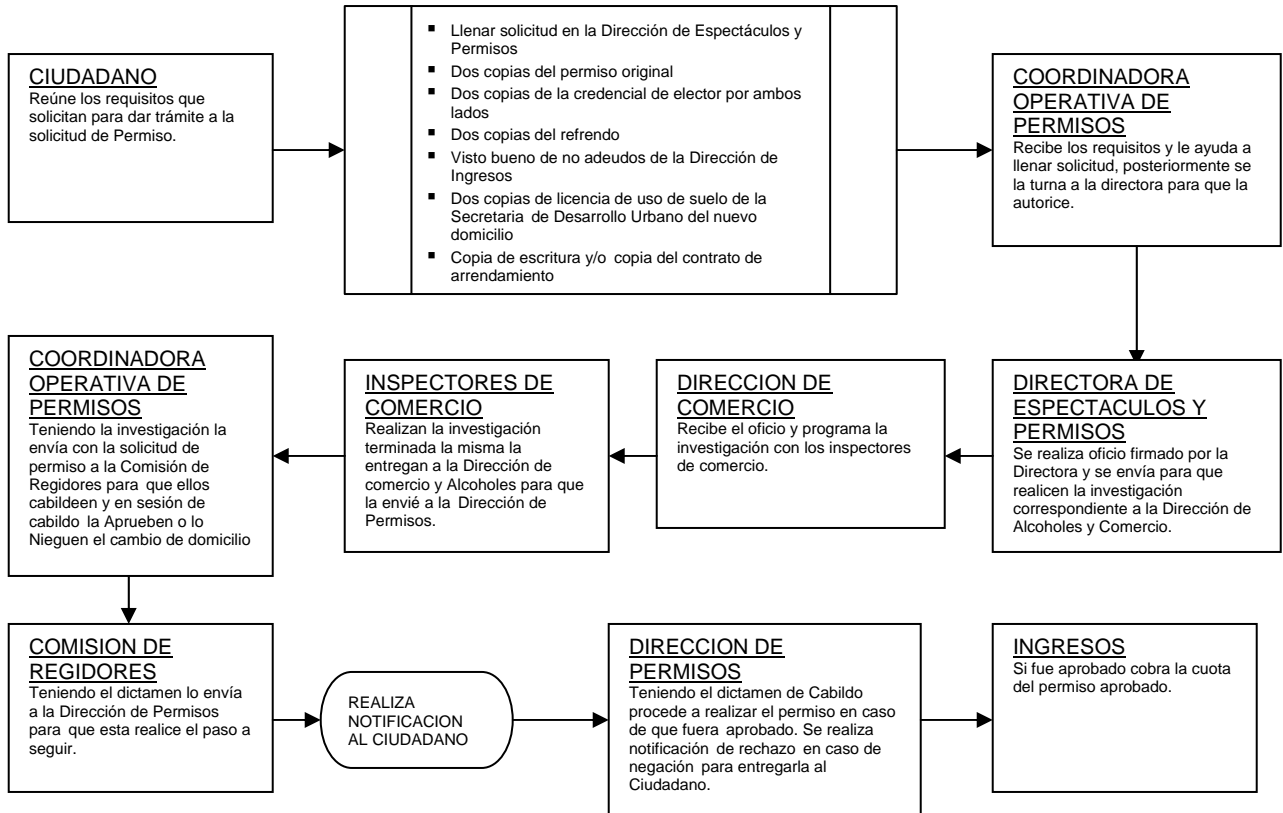 CIUDADANO
Reúne los requisitos que
solicitan para dar trámite a la
solicitud de Permiso.
▪ Llenar solicitud en la Dirección de Espectáculos y
Permisos
▪ Dos copias del permiso original
▪ Dos copias de la credencial de elector por ambos
lados
▪ Dos copias del refrendo
▪ Visto bueno de no adeudos de la Dirección de
Ingresos
▪ Dos copias de licencia de uso de suelo de la
Secretaria de Desarrollo Urbano del nuevo
domicilio
▪ Copia de escritura y/o copia del contrato de
arrendamiento
COORDINADORA
OPERATIVA DE
PERMISOS
Recibe los requisitos y le ayuda a
llenar solicitud, posteriormente se
la turna a la directora para que la
autorice.
DIRECTORA DE
ESPECTACULOS Y
PERMISOS
Se realiza oficio firmado por la
Directora y se envía para que
realicen la investigación
correspondiente a la Dirección de
Alcoholes y Comercio.
DIRECCION DE
COMERCIO
Recibe el oficio y programa la
investigación con los inspectores
de comercio.
INSPECTORES DE
COMERCIO
Realizan la investigación
terminada la misma la
entregan a la Dirección de
comercio y Alcoholes para que
la envié a la Dirección de
Permisos.
COORDINADORA
OPERATIVA DE
PERMISOS
Teniendo la investigación la
envía con la solicitud de
permiso a la Comisión de
Regidores para que ellos
cabildeen y en sesión de
cabildo la Aprueben o lo
Nieguen el cambio de domicilio
COMISION DE
REGIDORES
Teniendo el dictamen lo envía
a la Dirección de Permisos
para que esta realice el paso a
seguir.
REALIZA
NOTIFICACION
AL CIUDADANO
DIRECCION DE
PERMISOS
Teniendo el dictamen de Cabildo
procede a realizar el permiso en caso
de que fuera aprobado. Se realiza
notificación de rechazo en caso de
negación para entregarla al
Ciudadano.
INGRESOS
Si fue aprobado cobra la cuota
del permiso aprobado.